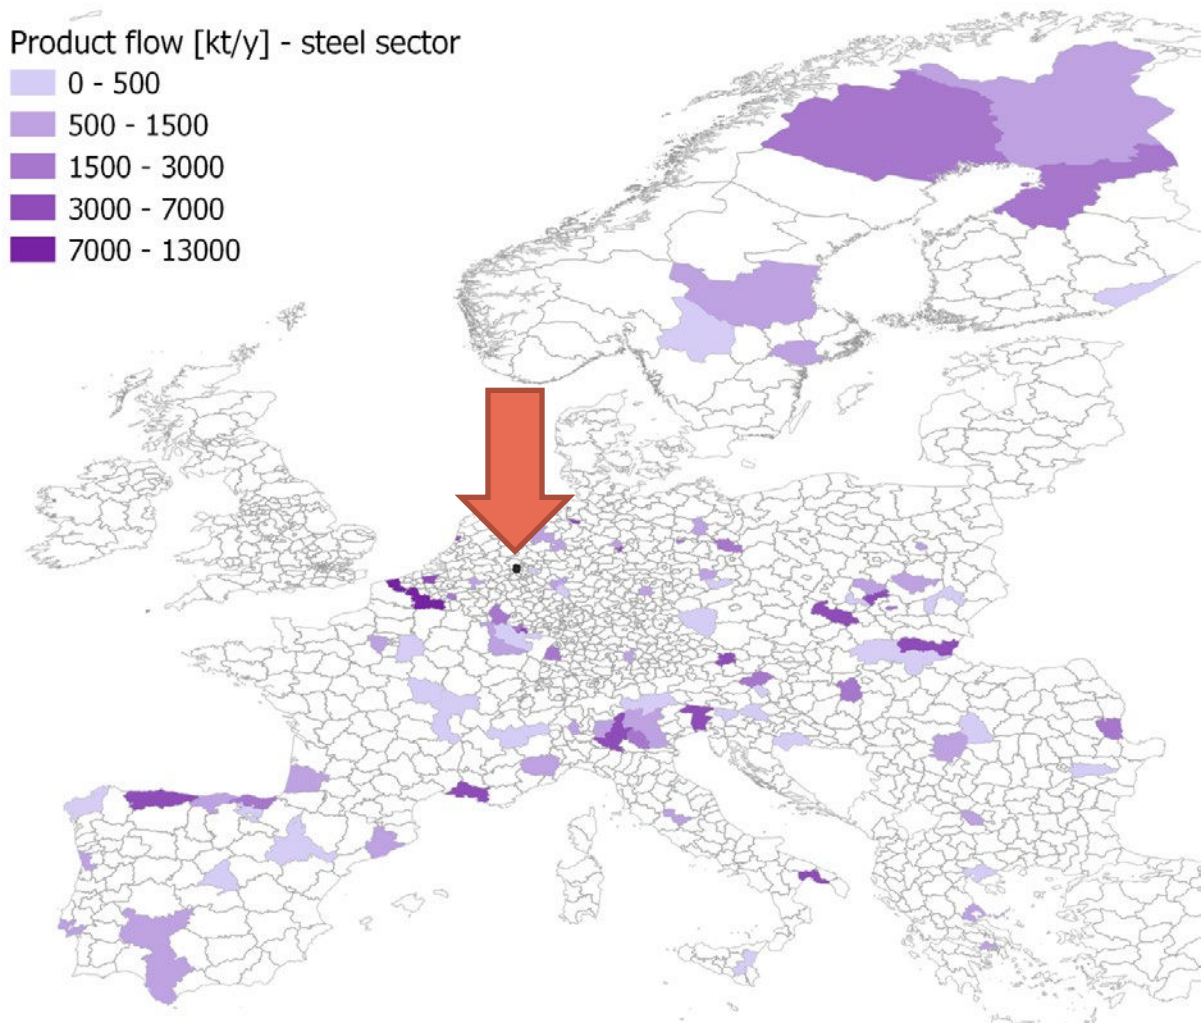 Product flow [kt/y] - steel sector
0 - 500
500 - 1500
1500 - 3000
3000 - 7000
7000 - 13000